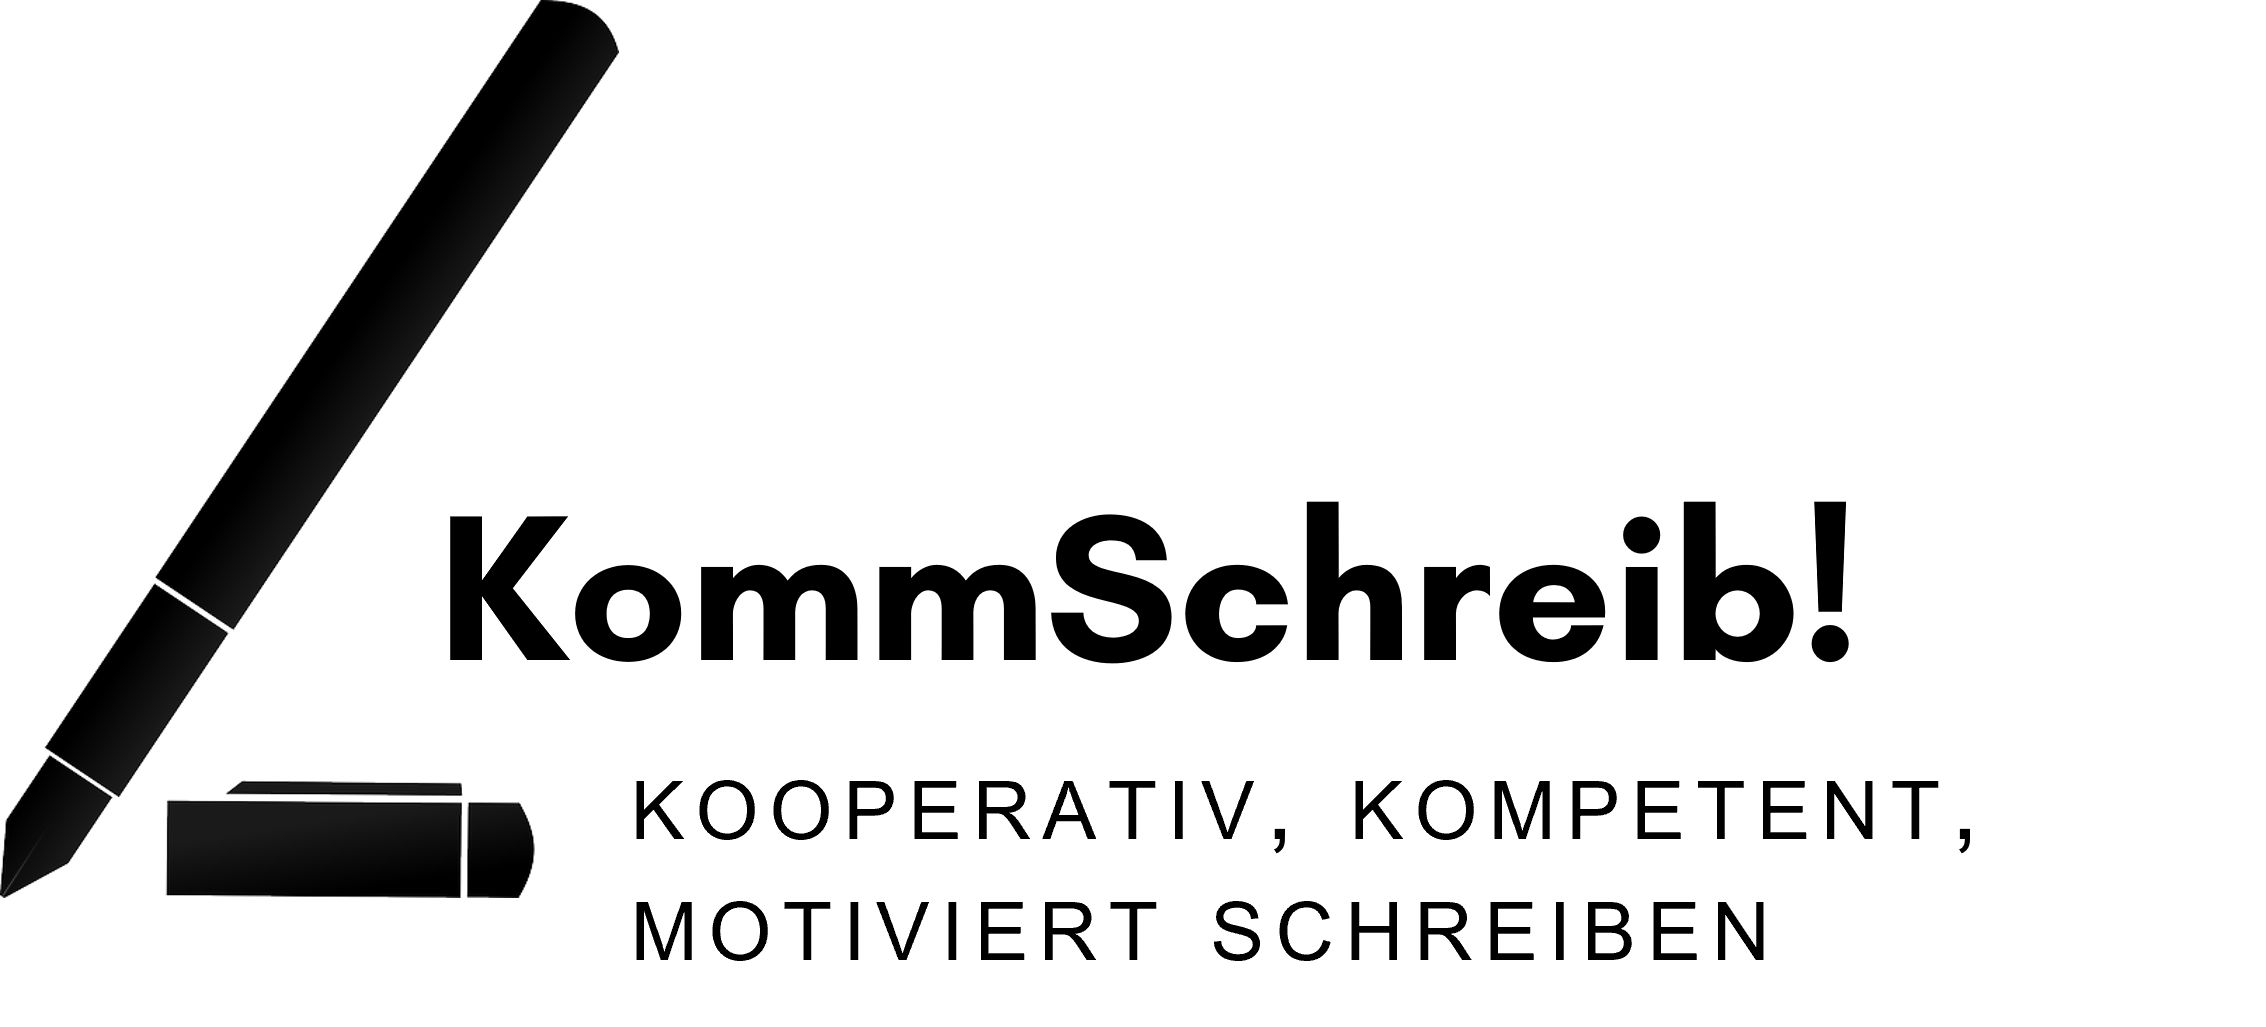 KommSchreib!
KOOPERATIV, KOMPETENT,
MOTIVIERT SCHREIBEN